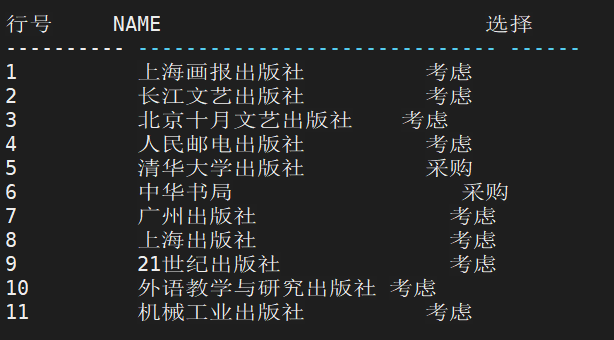 行号 NAME 选择
---------- ------------------------------ ------
1 上海画报出版社 考虑
2 长江文艺出版社 考虑
3 北京十月文艺出版社 考虑
4 人民邮电出版社 考虑
5 清华大学出版社 采购
6 中华书局 采购
7 广州出版社 考虑
8 上海出版社 考虑
9 21世纪出版社 考虑
10 外语教学与研究出版社 考虑
11 机械工业出版社 考虑